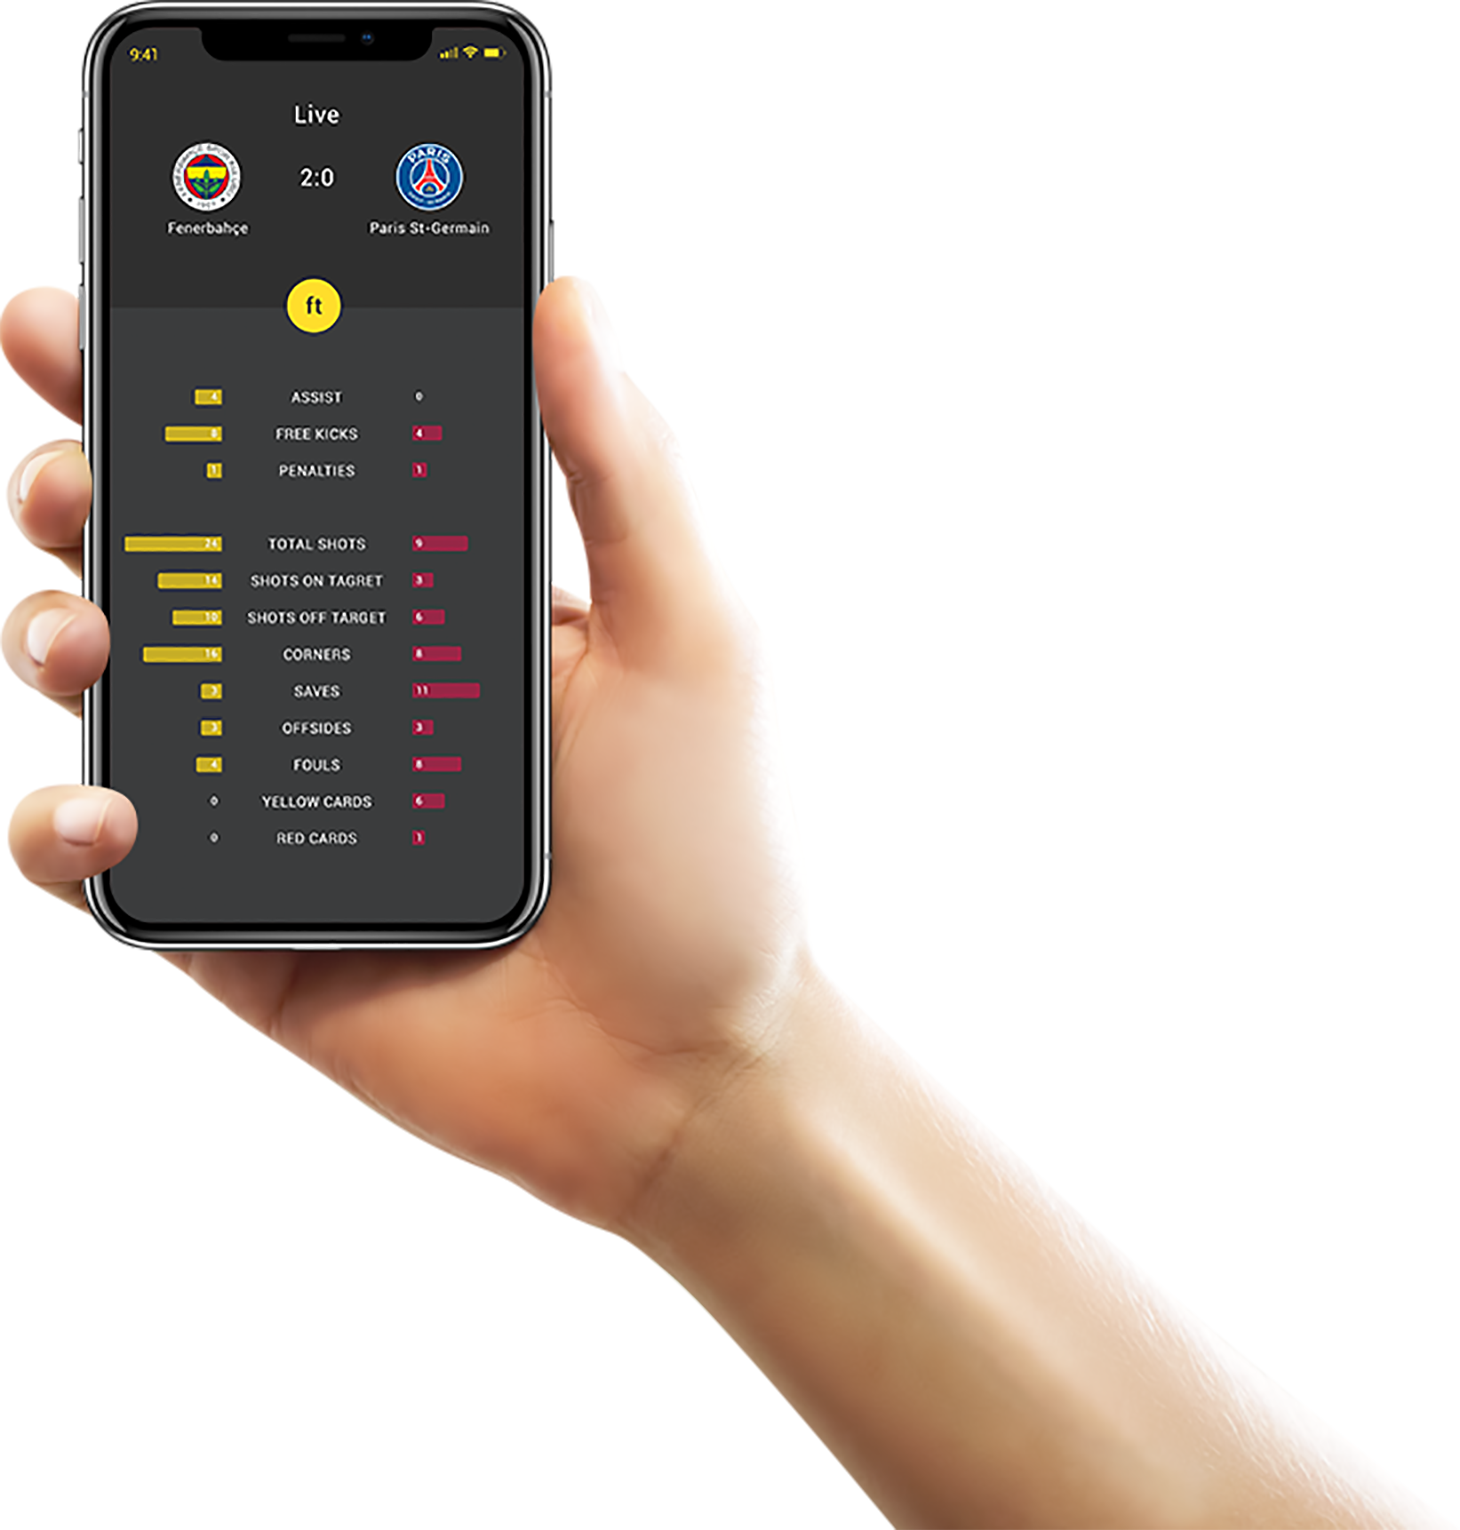 9:41
Live
2:0
PARIS
Fenerbahçe Paris St-Germain
ft
4 ASSIST 0
8 FREE KICKS 4
1 PENALTIES 1
24 TOTAL SHOTS 9
14 SHOTS ON TAGRET 3
10 SHOTS OFF TARGET 6
16 CORNERS 8
3 SAVES 11
3 OFFSIDES 3
4 FOULS 8
0 YELLOW CARDS 6
0 RED CARDS 1